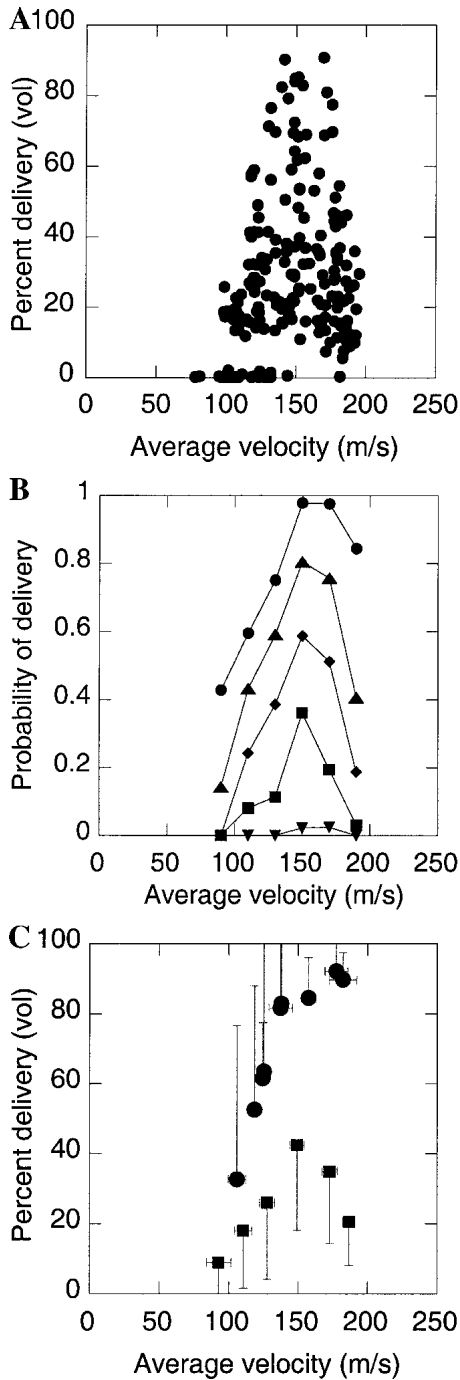 A
100
80
60
40
20
0
Percent delivery (vol)
0 50 100 150 200 250
Average velocity (m/s)
B
1
0.8
0.6
0.4
0.2
0
Probability of delivery
0 50 100 150 200 250
Average velocity (m/s)
C
100
80
60
40
20
0
Percent delivery (vol)
0 50 100 150 200 250
Average velocity (m/s)